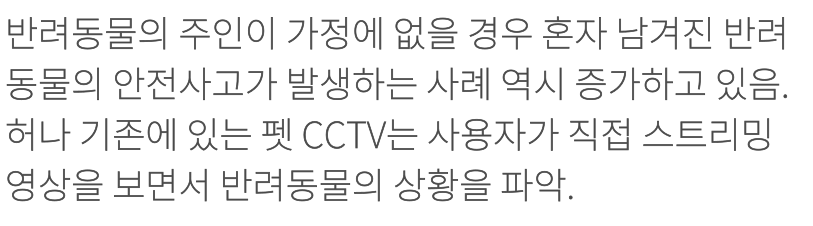 반려동물의 주인이 가정에 없을 경우 혼자 남겨진 반려
동물의 안전사고가 발생하는 사례 역시 증가하고 있음.
허나 기존에 있는 펫 CCTV는 사용자가 직접 스트리밍
영상을 보면서 반려동물의 상황을 파악.